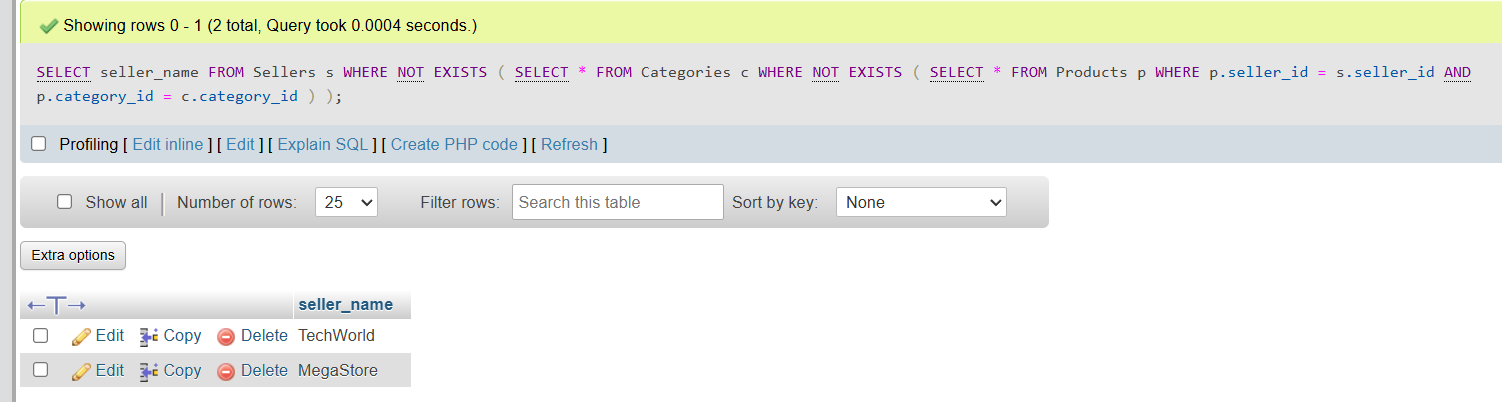 Showing rows 0 - 1 (2 total, Query took 0.0004 seconds.)
SELECT seller_name FROM Sellers s WHERE NOT EXISTS ( SELECT * FROM Categories c WHERE NOT EXISTS ( SELECT * FROM Products p WHERE p.seller_id = s.seller_id AND
p.category_id = c.category_id ) );
Profiling [ Edit inline ] [ Edit ] [ Explain SQL ] [ Create PHP code ] [ Refresh ]
Show all | Number of rows: 25 Filter rows: Search this table Sort by key: None
Extra options
←T→ seller_name
Edit Copy Delete TechWorld
Edit Copy Delete MegaStore